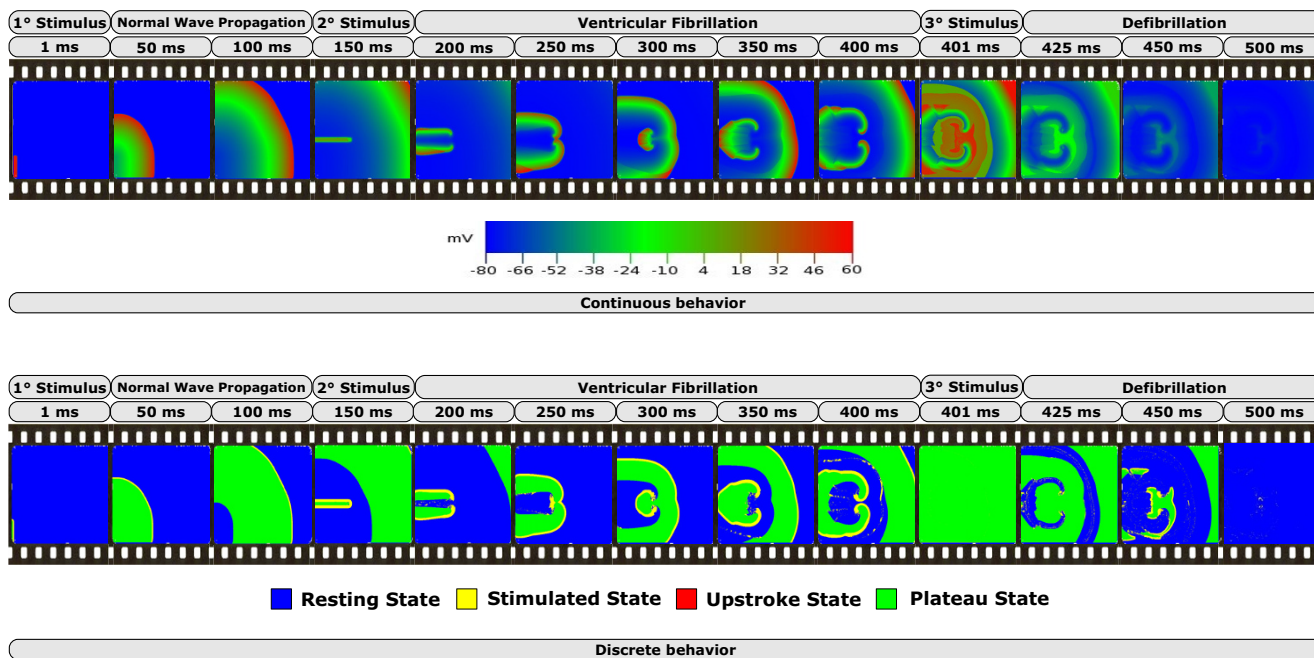 1° Stimulus Normal Wave Propagation 2° Stimulus Ventricular Fibrillation 3° Stimulus Defibrillation
1 ms 50 ms 100 ms 150 ms 200 ms 250 ms 300 ms 350 ms 400 ms 401 ms 425 ms 450 ms 500 ms
mV
-80 -66 -52 -38 -24 -10 4 18 32 46 60
Continuous behavior
1° Stimulus Normal Wave Propagation 2° Stimulus Ventricular Fibrillation 3° Stimulus Defibrillation
1 ms 50 ms 100 ms 150 ms 200 ms 250 ms 300 ms 350 ms 400 ms 401 ms 425 ms 450 ms 500 ms
Resting State Stimulated State Upstroke State Plateau State
Discrete behavior